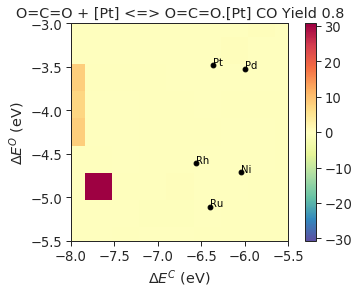 O=C=O + [Pt] <=> O=C=O.[Pt] CO Yield 0.8
−3.0
−3.5
−4.0
−4.5
−5.0
−5.5
ΔE^O (eV)
Pt
Pd
Rh
Ni
Ru
−8.0 −7.5 −7.0 −6.5 −6.0 −5.5
ΔE^C (eV)
30
20
10
0
−10
−20
−30